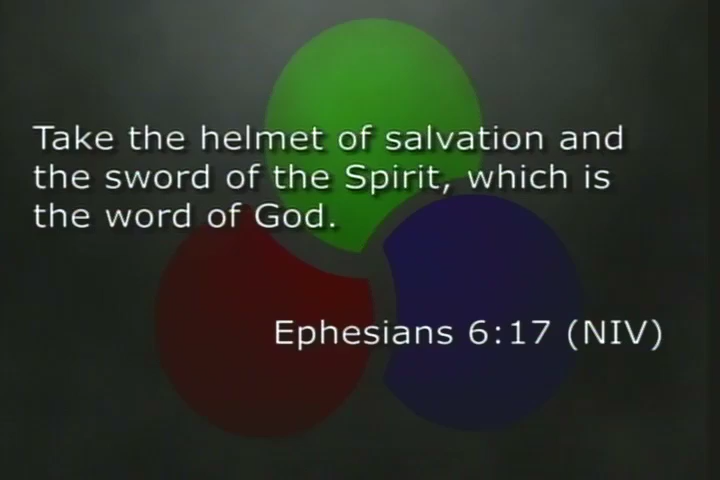 Take the helmet of salvation and
the sword of the Spirit, which is
the word of God.
Ephesians 6:17 (NIV)